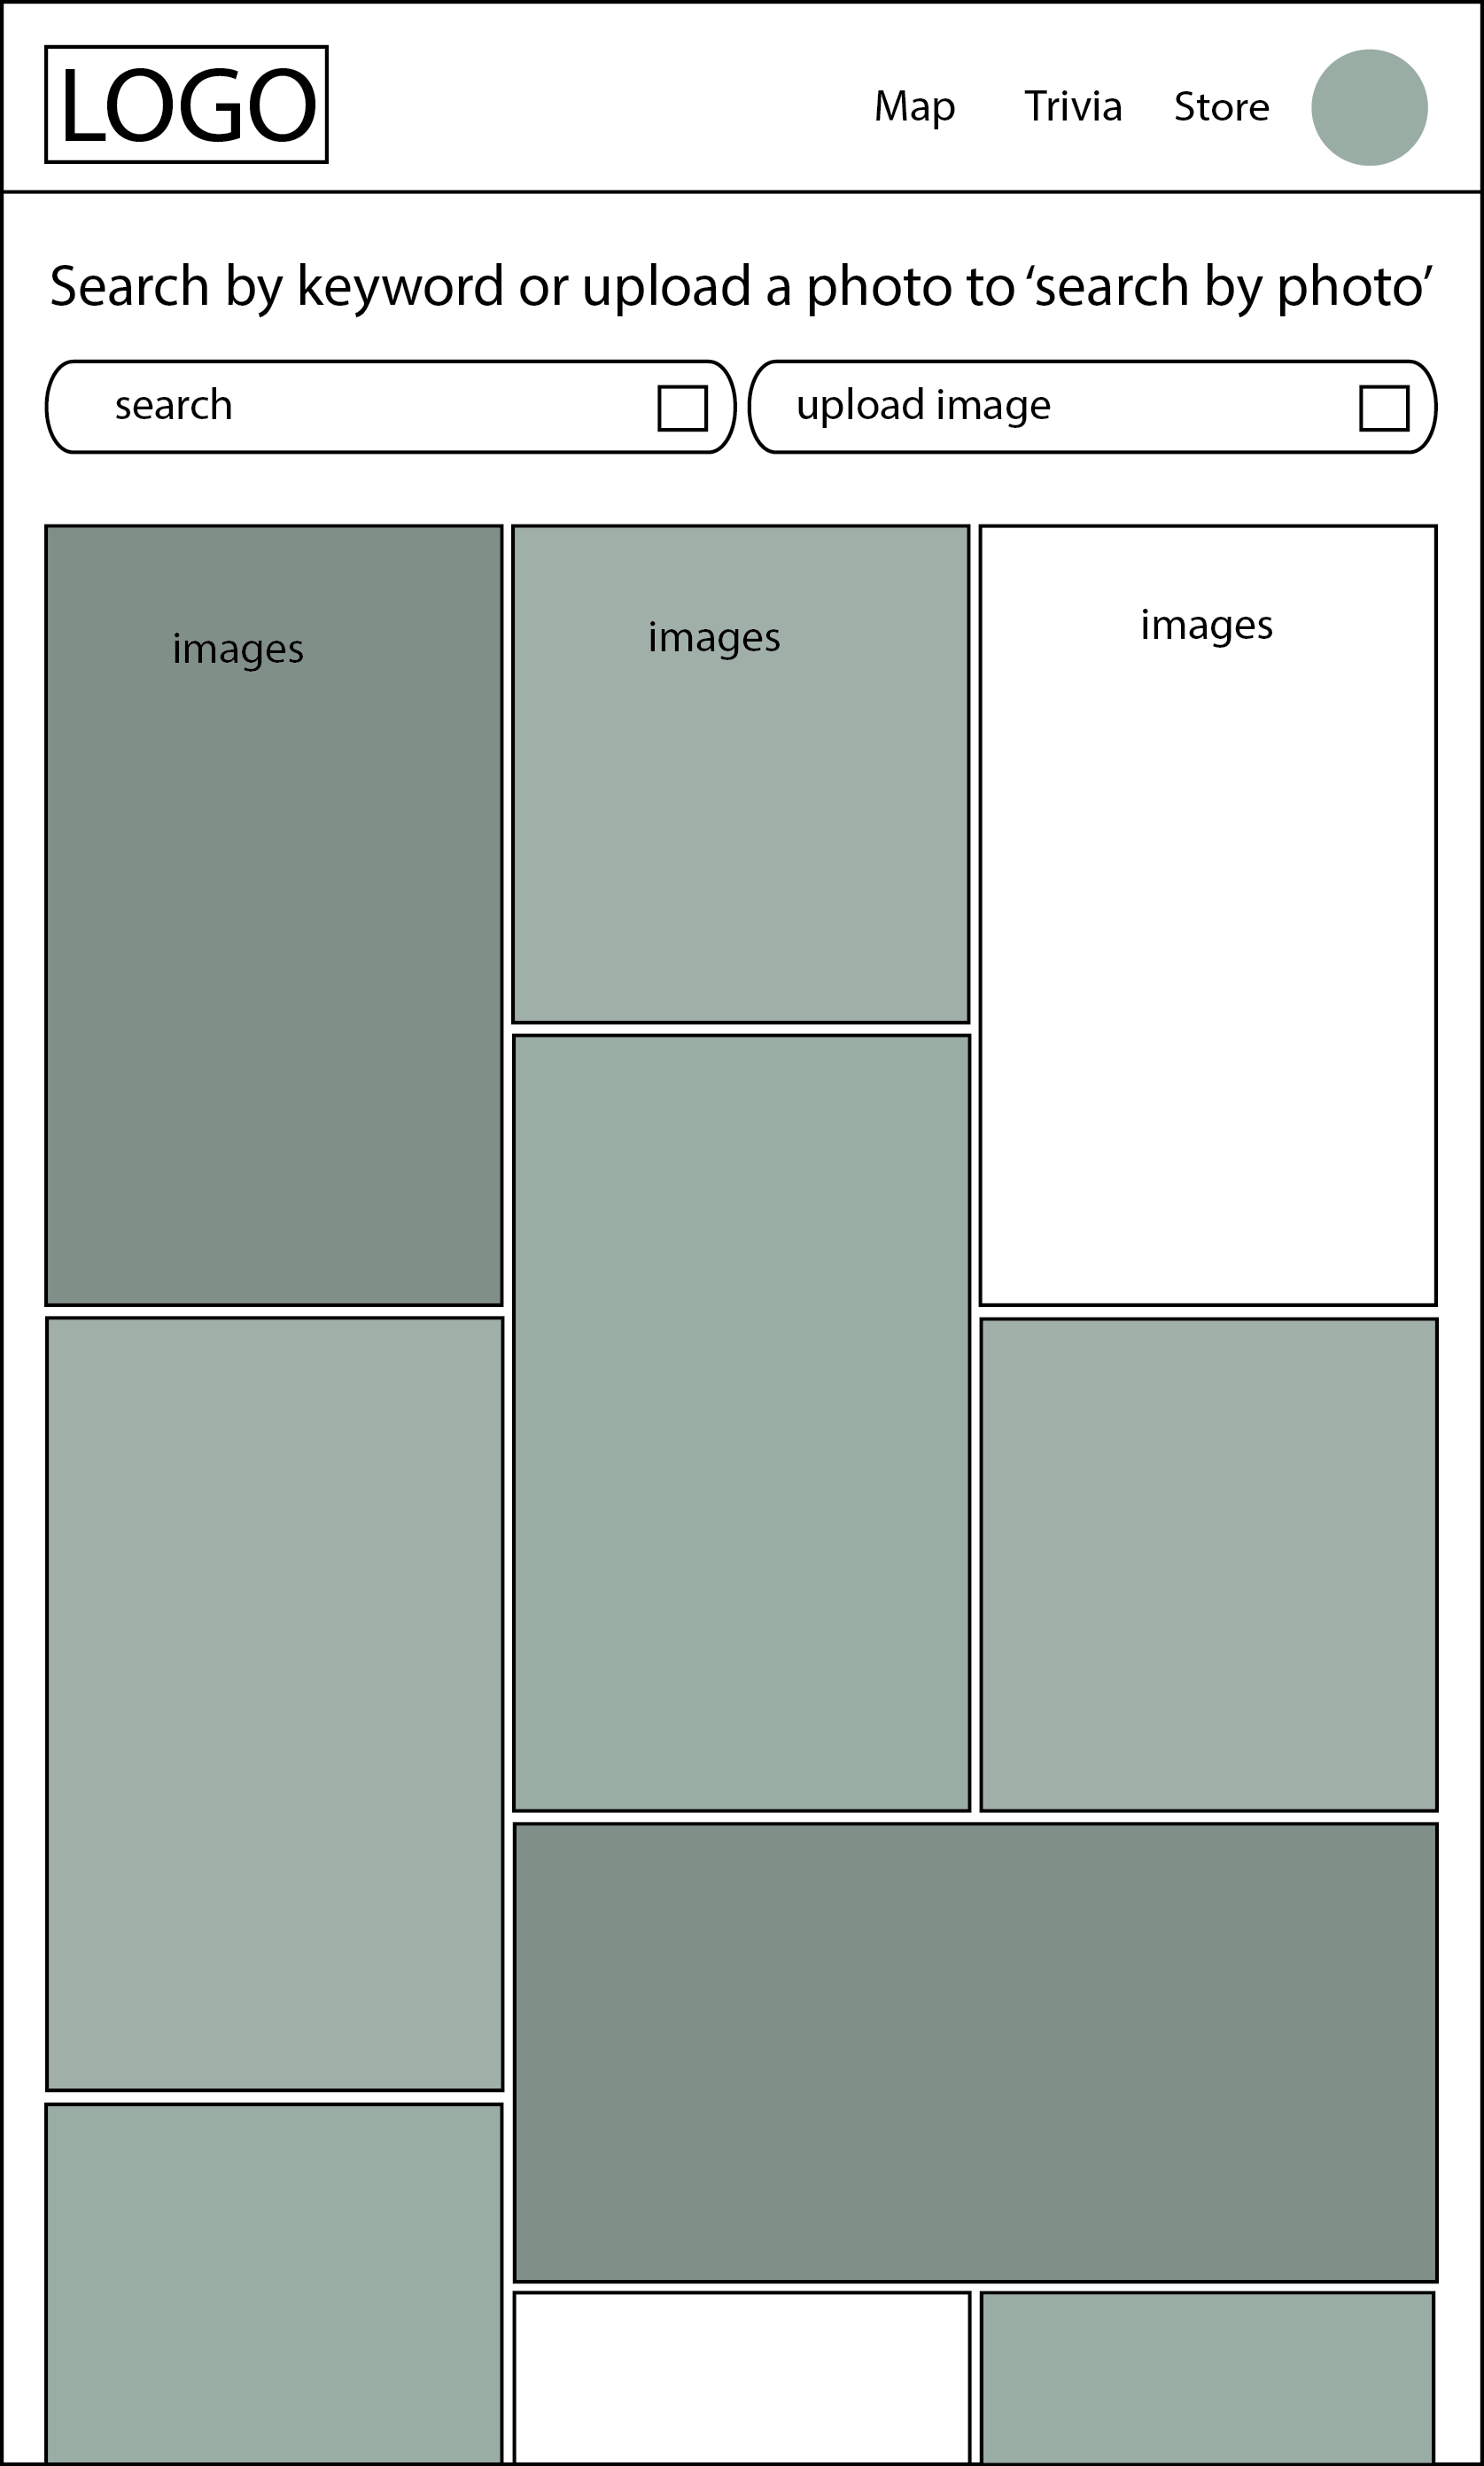 LOGO
Map Trivia Store
Search by keyword or upload a photo to ‘search by photo’
search
upload image
images
images
images